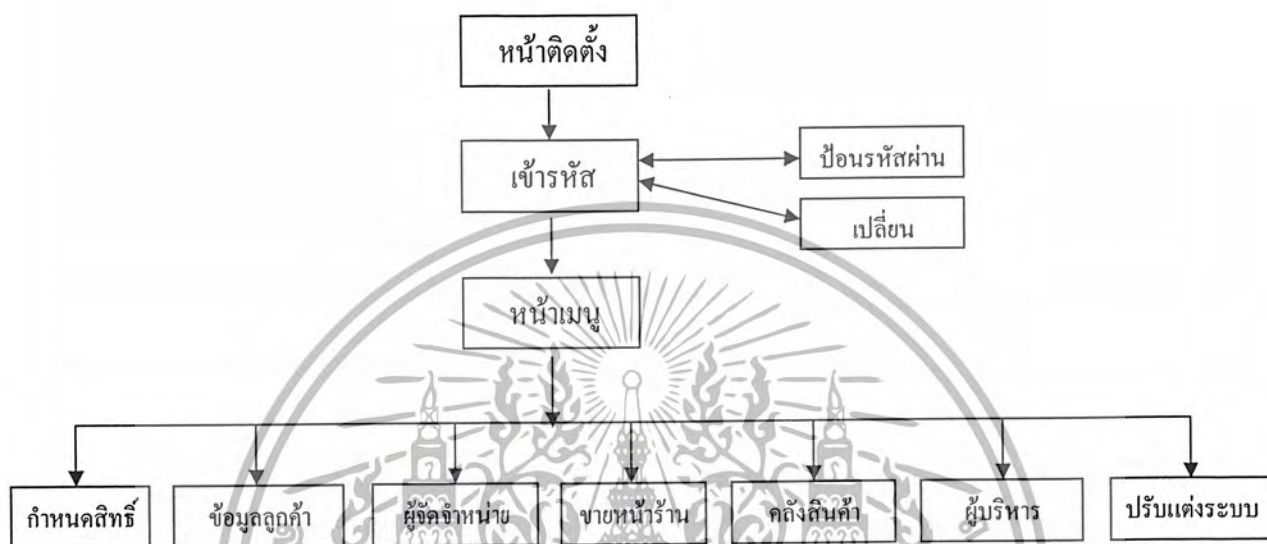 หน้าติดตั้ง
เข้ารหัส
ป้อนรหัสผ่าน
เปลี่ยน
หน้าเมนู
กำหนดสิทธิ์
ข้อมูลลูกค้า
ผู้จัดจำหน่าย
ขายหน้าร้าน
คลังสินค้า
ผู้บริหาร
ปรับแต่งระบบ